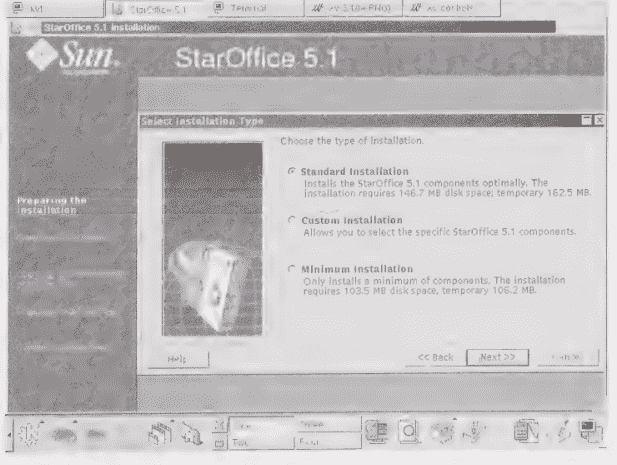 StarOffice 5.1
Terminal
StarOffice 5.1 Installation
Sun
StarOffice 5.1
Select Installation Type
Choose the type of installation.
Standard Installation
Installs the StarOffice 5.1 components optimally. The
installation requires 146.7 MB disk space, temporary 162.5 MB.
Preparing the
installation
Custom Installation
Allows you to select the specific StarOffice 5.1 components.
Minimum Installation
Only installs a minimum of components. The installation
requires 103.5 MB disk space, temporary 106.2 MB.
Help
<< Back
Next >>
Cancel